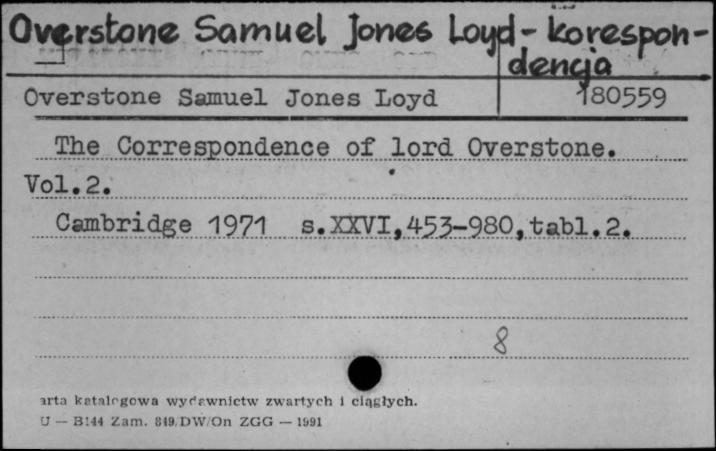 Overstone Samuel Jones Loyd - korespon-
dencja
Overstone Samuel Jones Loyd 180559
The Correspondence of lord Overstone.
Vol.2.
Cambridge 1971 s.XXVI,453-980,tabl.2.
8
arta katalogowa wydawnictw zwartych i ciągłych.
U — B144 Zam. 849/DW/On ZGG — 1991